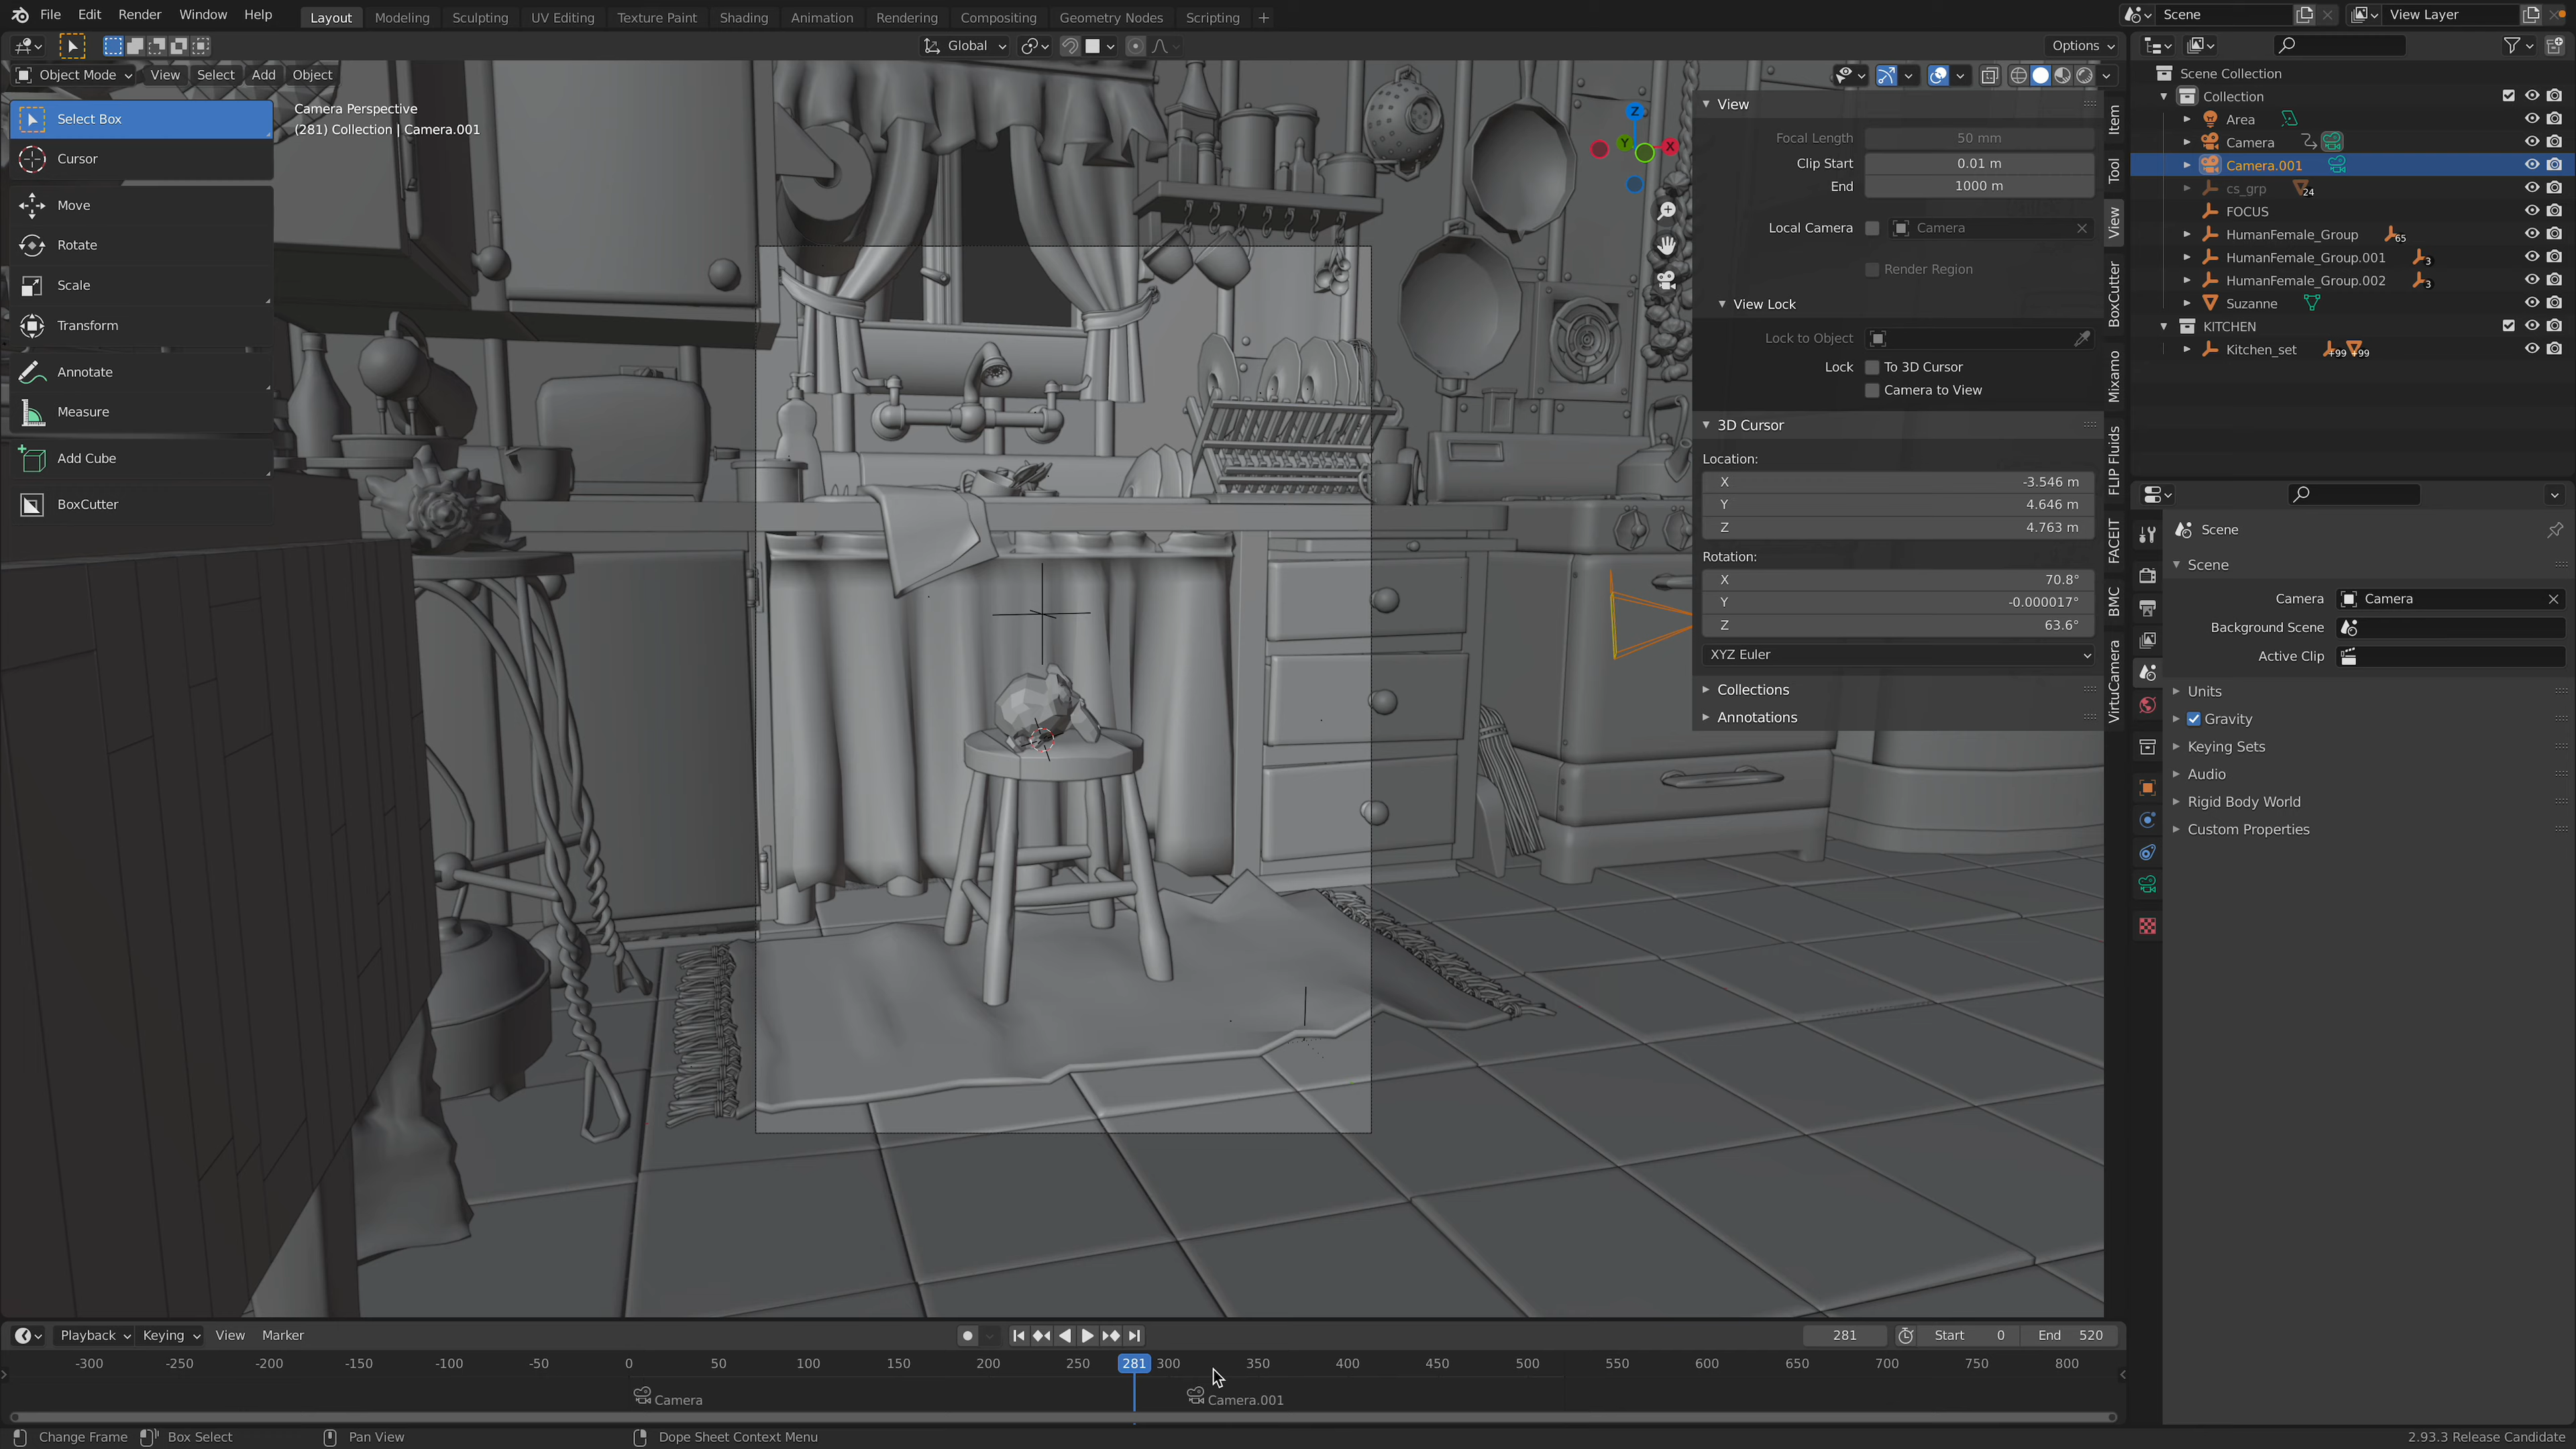 File Edit Render Window Help Layout Modeling Sculpting UV Editing Texture Paint Shading Animation Rendering Compositing Geometry Nodes Scripting + Scene View Layer
Global Options
Object Mode View Select Add Object
Select Box
Cursor
Move
Rotate
Scale
Transform
Annotate
Measure
Add Cube
BoxCutter
Camera Perspective
(281) Collection | Camera.001
Z
Y
X
View
Focal Length 50 mm
Clip Start 0.01 m
End 1000 m
Local Camera Camera
Render Region
View Lock
Lock to Object
Lock To 3D Cursor
Camera to View
3D Cursor
Location:
X -3.546 m
Y 4.646 m
Z 4.763 m
Rotation:
X 70.8°
Y -0.000017°
Z 63.6°
XYZ Euler
Collections
Annotations
Item
Tool
View
BoxCutter
Mixamo
FLIP Fluids
FACEIT
BMC
VirtuCamera
Scene Collection
Collection
Area
Camera
Camera.001
cs_grp 24
FOCUS
HumanFemale_Group 65
HumanFemale_Group.001 3
HumanFemale_Group.002 3
Suzanne
KITCHEN
Kitchen_set +99 +99
Scene
Scene
Camera Camera
Background Scene
Active Clip
Units
Gravity
Keying Sets
Audio
Rigid Body World
Custom Properties
Playback Keying View Marker 281 Start 0 End 520
-300 -250 -200 -150 -100 -50 0 50 100 150 200 250 281 300 350 400 450 500 550 600 650 700 750 800
Camera Camera.001
Change Frame Box Select Pan View Dope Sheet Context Menu 2.93.3 Release Candidate